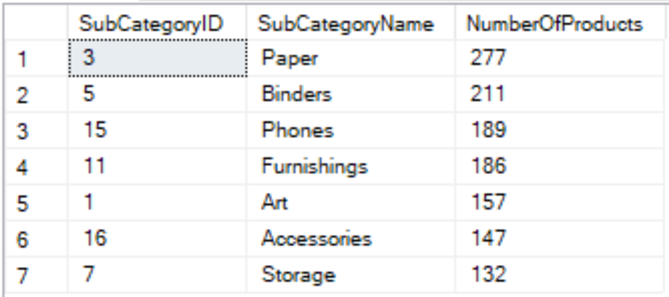 SubCategoryID SubCategoryName NumberOfProducts
1 3 Paper 277
2 5 Binders 211
3 15 Phones 189
4 11 Furnishings 186
5 1 Art 157
6 16 Accessories 147
7 7 Storage 132